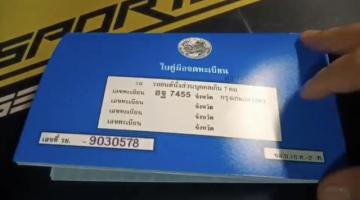 SPORT
ใบคู่มือจดทะเบียน
รย. รถยนต์นั่งส่วนบุคคลเกิน 7 คน
เลขทะเบียน ฮฐ 7455 จังหวัด กรุงเทพมหานคร
เลขทะเบียน จังหวัด
เลขทะเบียน จังหวัด
เลขทะเบียน จังหวัด
เลขที่ รย. - 9030578